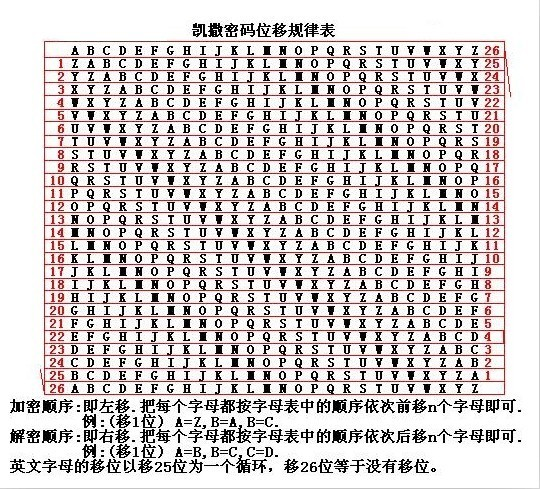 凯撒密码位移规律表
A B C D E F G H I J K L M N O P Q R S T U V W X Y Z 26
1 Z A B C D E F G H I J K L M N O P Q R S T U V W X Y 25
2 Y Z A B C D E F G H I J K L M N O P Q R S T U V W X 24
3 X Y Z A B C D E F G H I J K L M N O P Q R S T U V W 23
4 W X Y Z A B C D E F G H I J K L M N O P Q R S T U V 22
5 V W X Y Z A B C D E F G H I J K L M N O P Q R S T U 21
6 U V W X Y Z A B C D E F G H I J K L M N O P Q R S T 20
7 T U V W X Y Z A B C D E F G H I J K L M N O P Q R S 19
8 S T U V W X Y Z A B C D E F G H I J K L M N O P Q R 18
9 R S T U V W X Y Z A B C D E F G H I J K L M N O P Q 17
10 Q R S T U V W X Y Z A B C D E F G H I J K L M N O P 16
11 P Q R S T U V W X Y Z A B C D E F G H I J K L M N O 15
12 O P Q R S T U V W X Y Z A B C D E F G H I J K L M N 14
13 N O P Q R S T U V W X Y Z A B C D E F G H I J K L M 13
14 M N O P Q R S T U V W X Y Z A B C D E F G H I J K L 12
15 L M N O P Q R S T U V W X Y Z A B C D E F G H I J K 11
16 K L M N O P Q R S T U V W X Y Z A B C D E F G H I J 10
17 J K L M N O P Q R S T U V W X Y Z A B C D E F G H I 9
18 I J K L M N O P Q R S T U V W X Y Z A B C D E F G H 8
19 H I J K L M N O P Q R S T U V W X Y Z A B C D E F G 7
20 G H I J K L M N O P Q R S T U V W X Y Z A B C D E F 6
21 F G H I J K L M N O P Q R S T U V W X Y Z A B C D E 5
22 E F G H I J K L M N O P Q R S T U V W X Y Z A B C D 4
23 D E F G H I J K L M N O P Q R S T U V W X Y Z A B C 3
24 C D E F G H I J K L M N O P Q R S T U V W X Y Z A B 2
25 B C D E F G H I J K L M N O P Q R S T U V W X Y Z A 1
26 A B C D E F G H I J K L M N O P Q R S T U V W X Y Z
加密顺序:即左移.把每个字母都按字母表中的顺序依次前移n个字母即可.
例:(移1位) A=Z,B=A,B=C.
解密顺序:即右移.把每个字母都按字母表中的顺序依次后移n个字母即可.
例:(移1位) A=B,B=C,C=D.
英文字母的移位以移25位为一个循环，移26位等于没有移位。